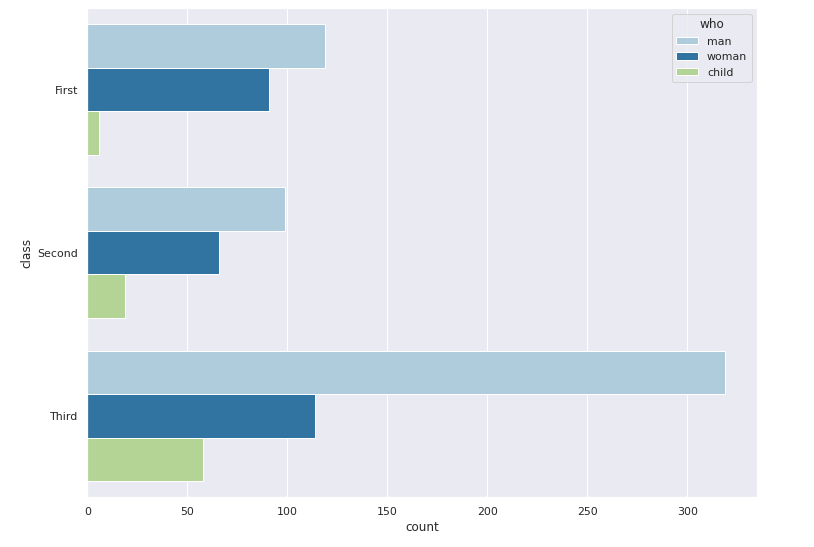 who
man
woman
child
First
Second
Third
class
0 50 100 150 200 250 300
count